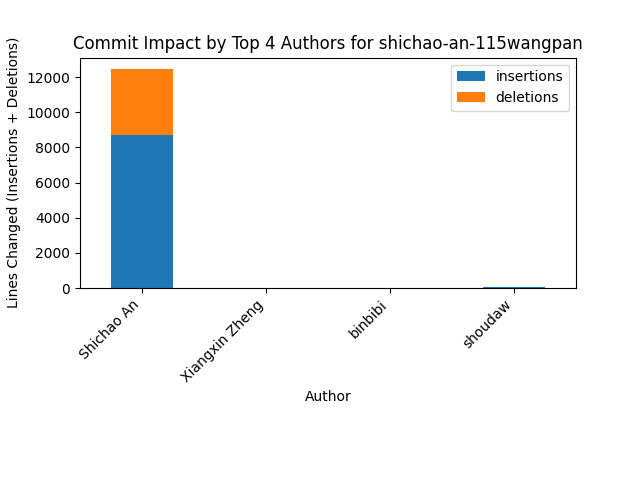 Commit Impact by Top 4 Authors for shichao-an-115wangpan
Lines Changed (Insertions + Deletions)
12000
10000
8000
6000
4000
2000
0
insertions
deletions
Shichao An
Xiangxin Zheng
binbibi
shoudaw
Author